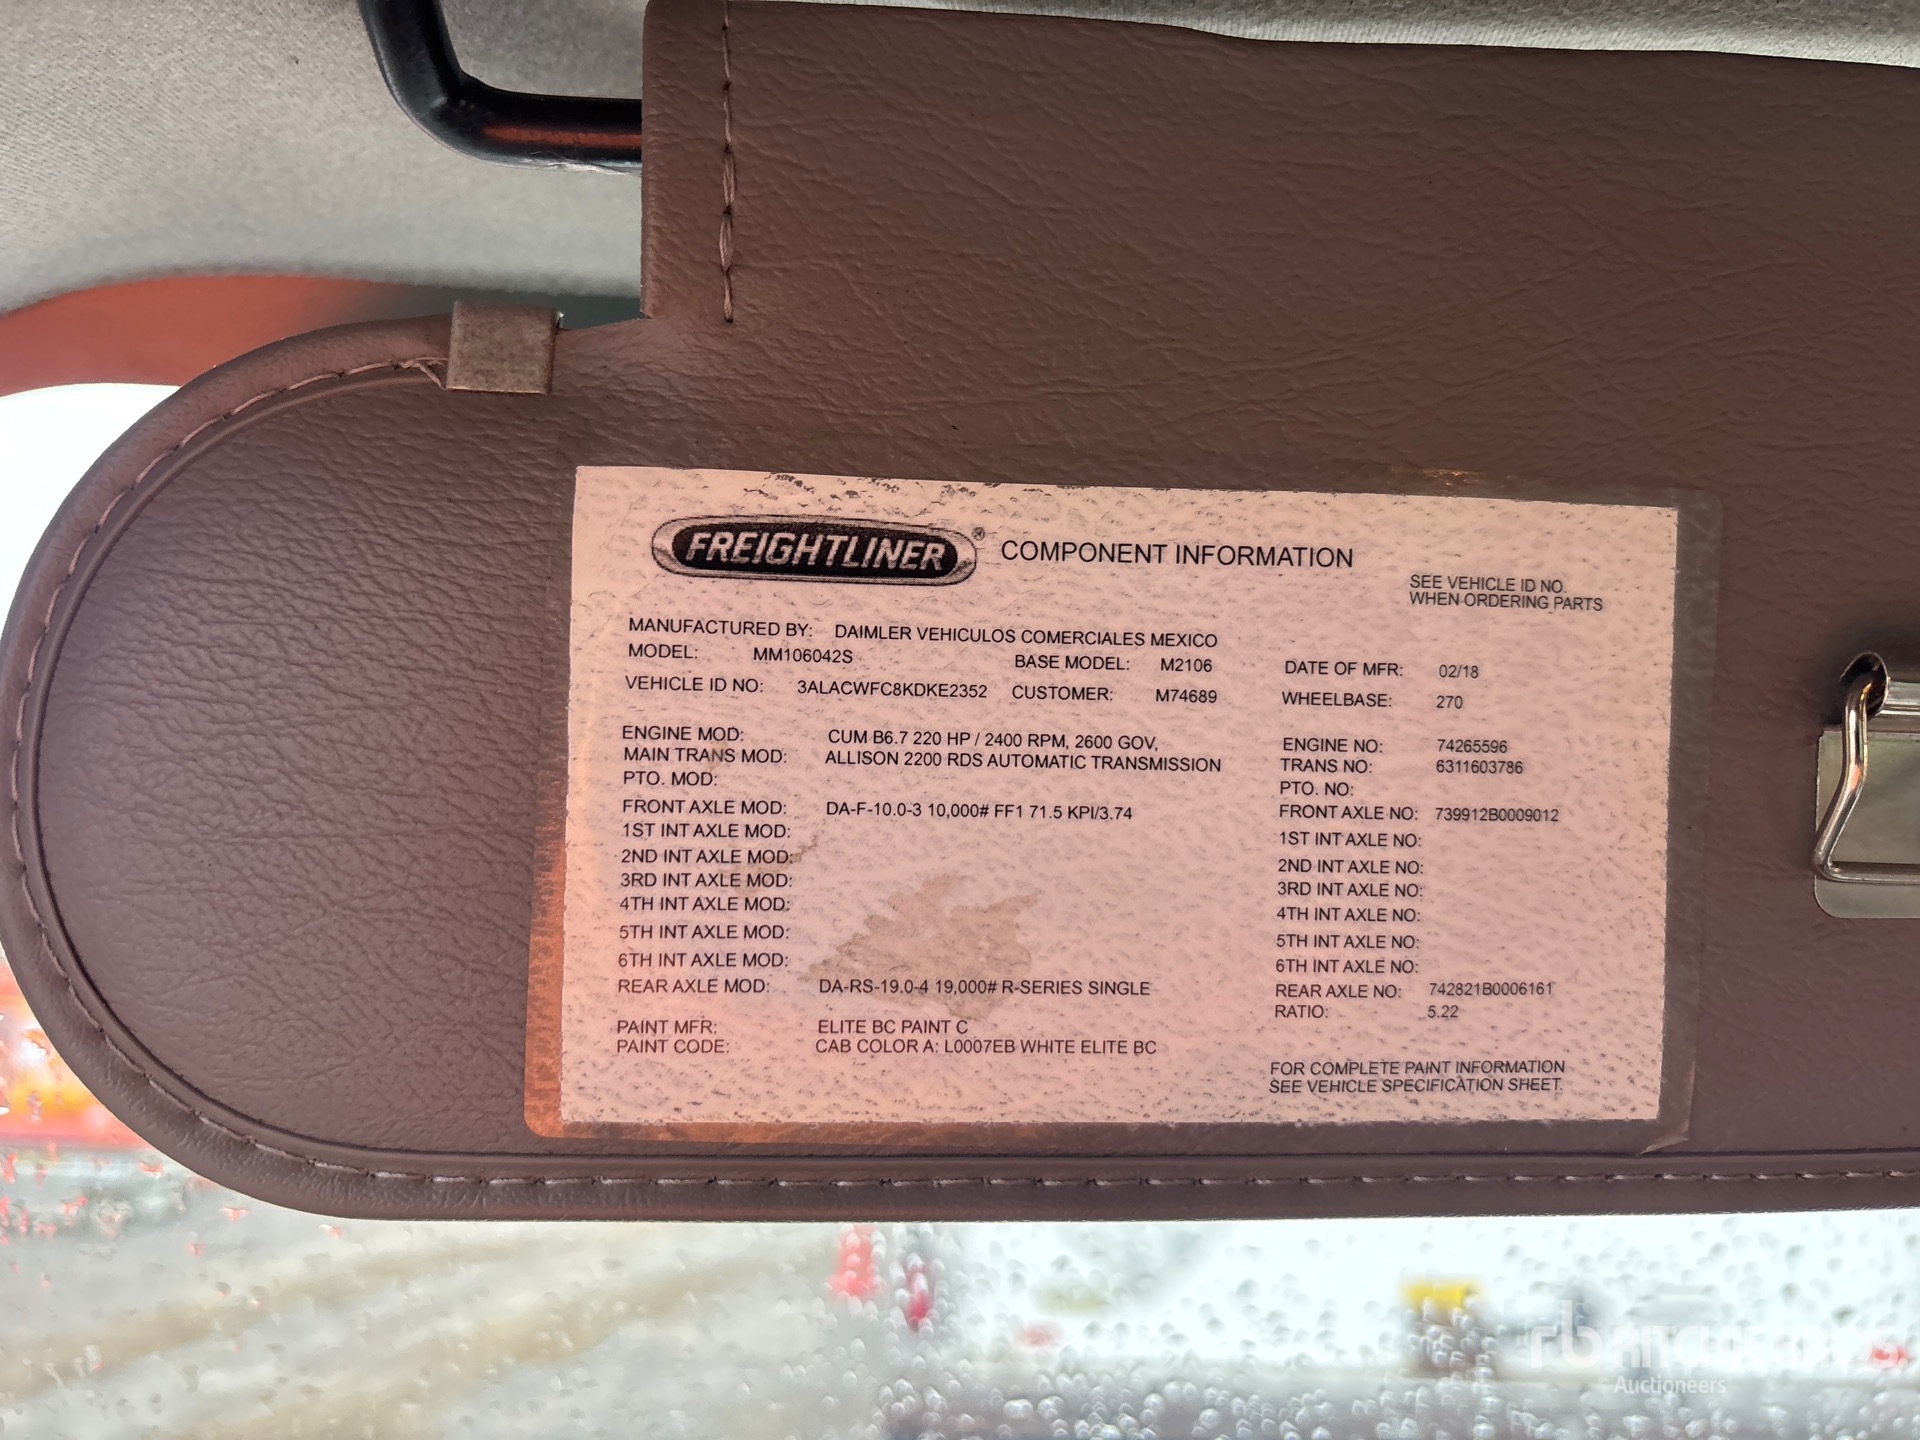 FREIGHTLINER® COMPONENT INFORMATION
SEE VEHICLE ID NO.
WHEN ORDERING PARTS
MANUFACTURED BY: DAIMLER VEHICULOS COMERCIALES MEXICO
MODEL: MM106042S BASE MODEL: M2106 DATE OF MFR: 02/18
VEHICLE ID NO: 3ALACWFC8KDKE2352 CUSTOMER: M74689 WHEELBASE: 270
ENGINE MOD: CUM B6.7 220 HP / 2400 RPM, 2600 GOV, ENGINE NO: 74265596
MAIN TRANS MOD: ALLISON 2200 RDS AUTOMATIC TRANSMISSION TRANS NO: 6311603786
PTO. MOD: PTO. NO:
FRONT AXLE MOD: DA-F-10.0-3 10,000# FF1 71.5 KPI/3.74 FRONT AXLE NO: 739912B0009012
1ST INT AXLE MOD: 1ST INT AXLE NO:
2ND INT AXLE MOD: 2ND INT AXLE NO:
3RD INT AXLE MOD: 3RD INT AXLE NO:
4TH INT AXLE MOD: 4TH INT AXLE NO:
5TH INT AXLE MOD: 5TH INT AXLE NO:
6TH INT AXLE MOD: 6TH INT AXLE NO:
REAR AXLE MOD: DA-RS-19.0-4 19,000# R-SERIES SINGLE REAR AXLE NO: 742821B0006161
RATIO: 5.22
PAINT MFR: ELITE BC PAINT C
PAINT CODE: CAB COLOR A: L0007EB WHITE ELITE BC
FOR COMPLETE PAINT INFORMATION
SEE VEHICLE SPECIFICATION SHEET.
rb
Auctioneers